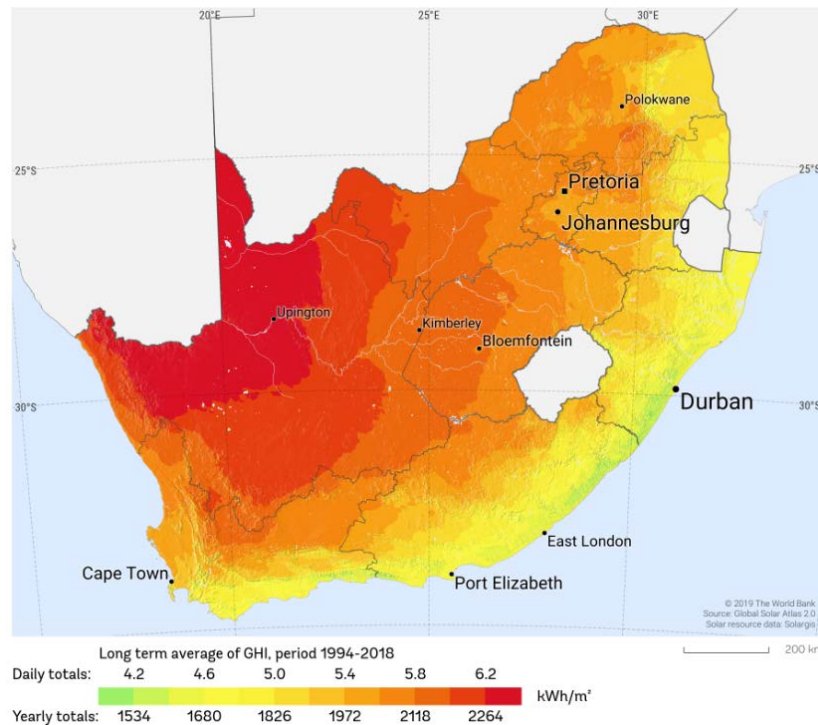 20°E
25°E
30°E
Polokwane
25°S
25°S
Pretoria
Johannesburg
Upington
Kimberley
Bloemfontein
30°S
30°S
Durban
East London
Cape Town
Port Elizabeth
© 2019 The World Bank
Source: Global Solar Atlas 2.0
Solar resource data: Solargis
Long term average of GHI, period 1994-2018
200 km
Daily totals: 4.2 4.6 5.0 5.4 5.8 6.2
kWh/m²
Yearly totals: 1534 1680 1826 1972 2118 2264